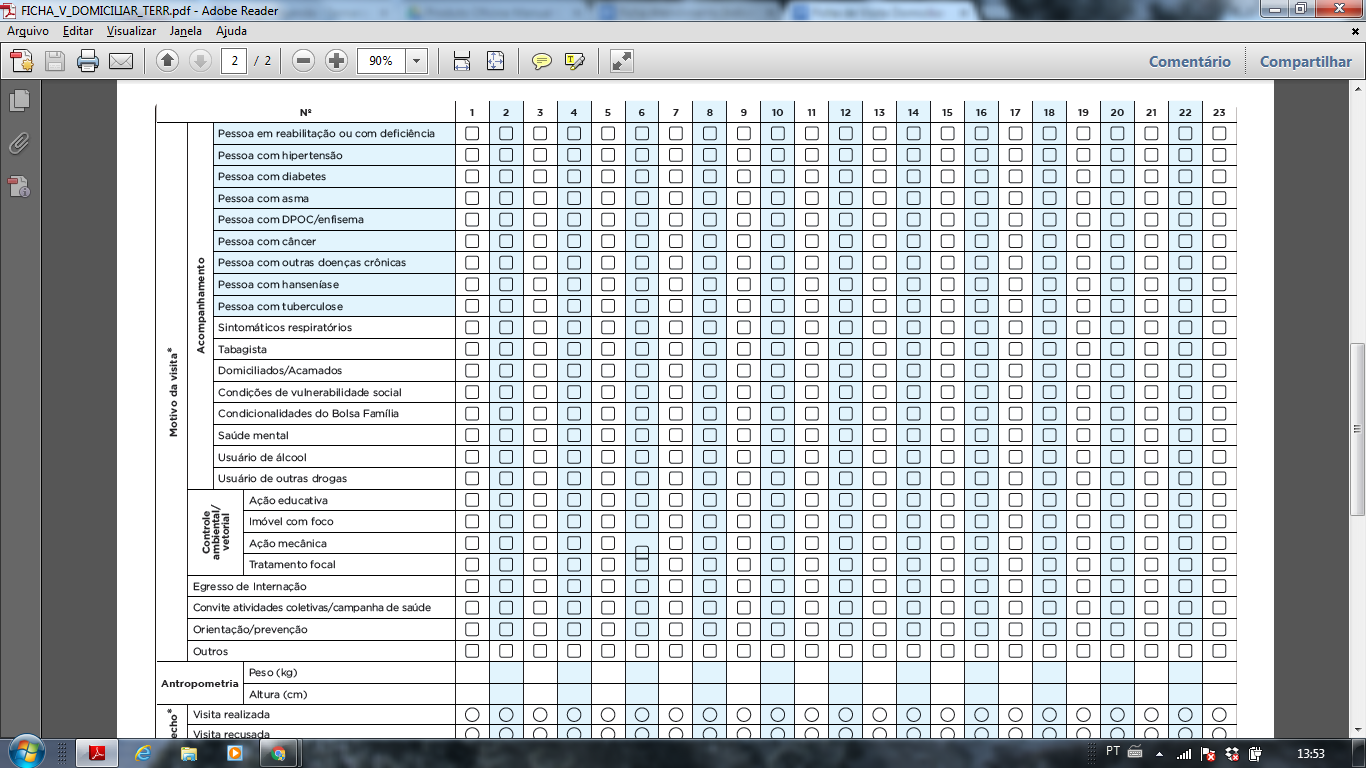 FICHA_V_DOMICILIAR_TERR.pdf - Adobe Reader
Arquivo Editar Visualizar Janela Ajuda
2 / 2 90% Comentário Compartilhar
Nº 1 2 3 4 5 6 7 8 9 10 11 12 13 14 15 16 17 18 19 20 21 22 23
Motivo da visita*
Acompanhamento
Pessoa em reabilitação ou com deficiência
Pessoa com hipertensão
Pessoa com diabetes
Pessoa com asma
Pessoa com DPOC/enfisema
Pessoa com câncer
Pessoa com outras doenças crônicas
Pessoa com hanseníase
Pessoa com tuberculose
Sintomáticos respiratórios
Tabagista
Domiciliados/Acamados
Condições de vulnerabilidade social
Condicionalidades do Bolsa Família
Saúde mental
Usuário de álcool
Usuário de outras drogas
Controle
ambiental/
vetorial
Ação educativa
Imóvel com foco
Ação mecânica
Tratamento focal
Egresso de Internação
Convite atividades coletivas/campanha de saúde
Orientação/prevenção
Outros
Antropometria
Peso (kg)
Altura (cm)
echo*
Visita realizada
Visita recusada
PT 13:53